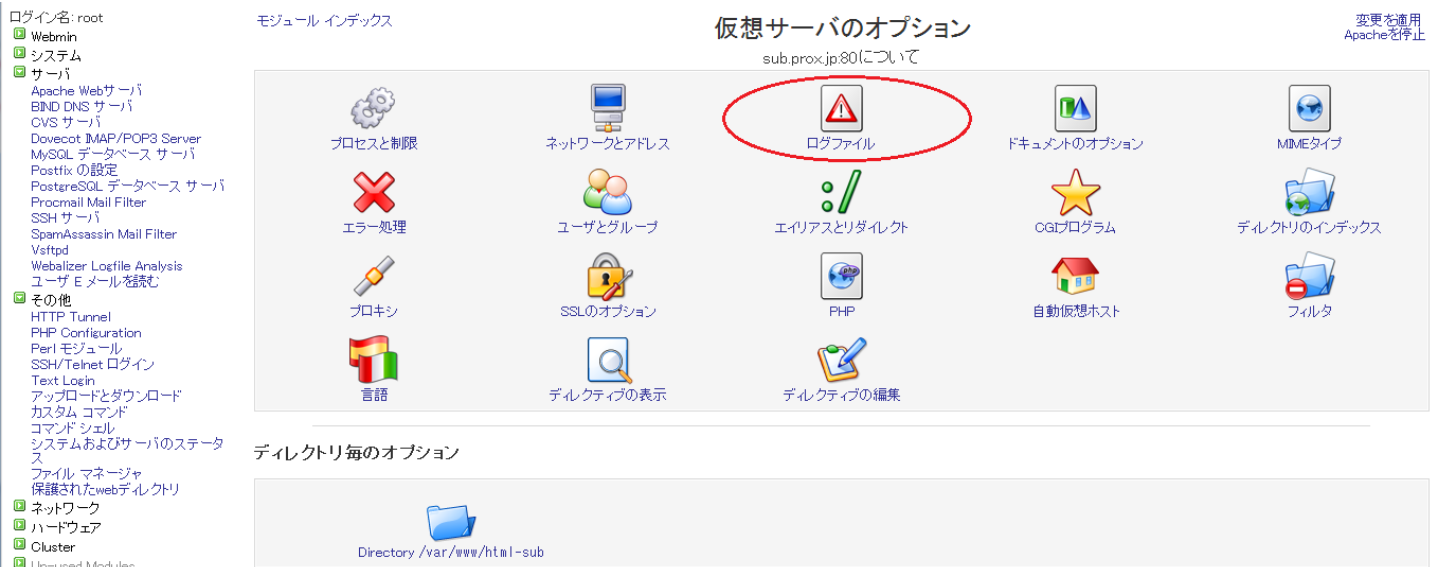 ログイン名: root
Webmin
システム
サーバ
Apache Webサーバ
BIND DNS サーバ
CVS サーバ
Dovecot IMAP/POP3 Server
MySQL データベース サーバ
Postfix の設定
PostgreSQL データベース サーバ
Procmail Mail Filter
SSH サーバ
SpamAssassin Mail Filter
Vsftpd
Webalizer Logfile Analysis
ユーザ E メールを読む
その他
HTTP Tunnel
PHP Configuration
Perl モジュール
SSH/Telnet ログイン
Text Login
アップロードとダウンロード
カスタム コマンド
コマンド シェル
システムおよびサーバのステータ
ス
ファイル マネージャ
保護されたwebディレクトリ
ネットワーク
ハードウェア
Cluster
Un-used Modules
モジュール インデックス
仮想サーバのオプション
sub.prox.jp:80について
変更を適用
Apacheを停止
プロセスと制限
ネットワークとアドレス
ログファイル
ドキュメントのオプション
MIMEタイプ
エラー処理
ユーザとグループ
エイリアスとリダイレクト
CGIプログラム
ディレクトリのインデックス
プロキシ
SSLのオプション
php
PHP
自動仮想ホスト
フィルタ
言語
ディレクティブの表示
ディレクティブの編集
ディレクトリ毎のオプション
Directory /var/www/html-sub